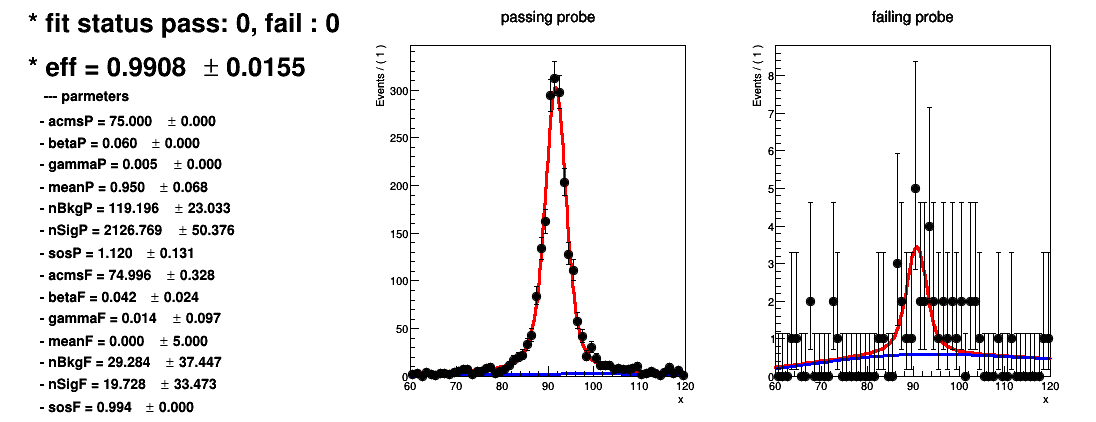 * fit status pass: 0, fail : 0
* eff = 0.9908 ± 0.0155
--- parmeters
- acmsP = 75.000 ± 0.000
- betaP = 0.060 ± 0.000
- gammaP = 0.005 ± 0.000
- meanP = 0.950 ± 0.068
- nBkgP = 119.196 ± 23.033
- nSigP = 2126.769 ± 50.376
- sosP = 1.120 ± 0.131
- acmsF = 74.996 ± 0.328
- betaF = 0.042 ± 0.024
- gammaF = 0.014 ± 0.097
- meanF = 0.000 ± 5.000
- nBkgF = 29.284 ± 37.447
- nSigF = 19.728 ± 33.473
- sosF = 0.994 ± 0.000
passing probe
Events / ( 1 )
300
250
200
150
100
50
0
60 70 80 90 100 110 120
x
failing probe
Events / ( 1 )
8
7
6
5
4
3
2
1
0
60 70 80 90 100 110 120
x